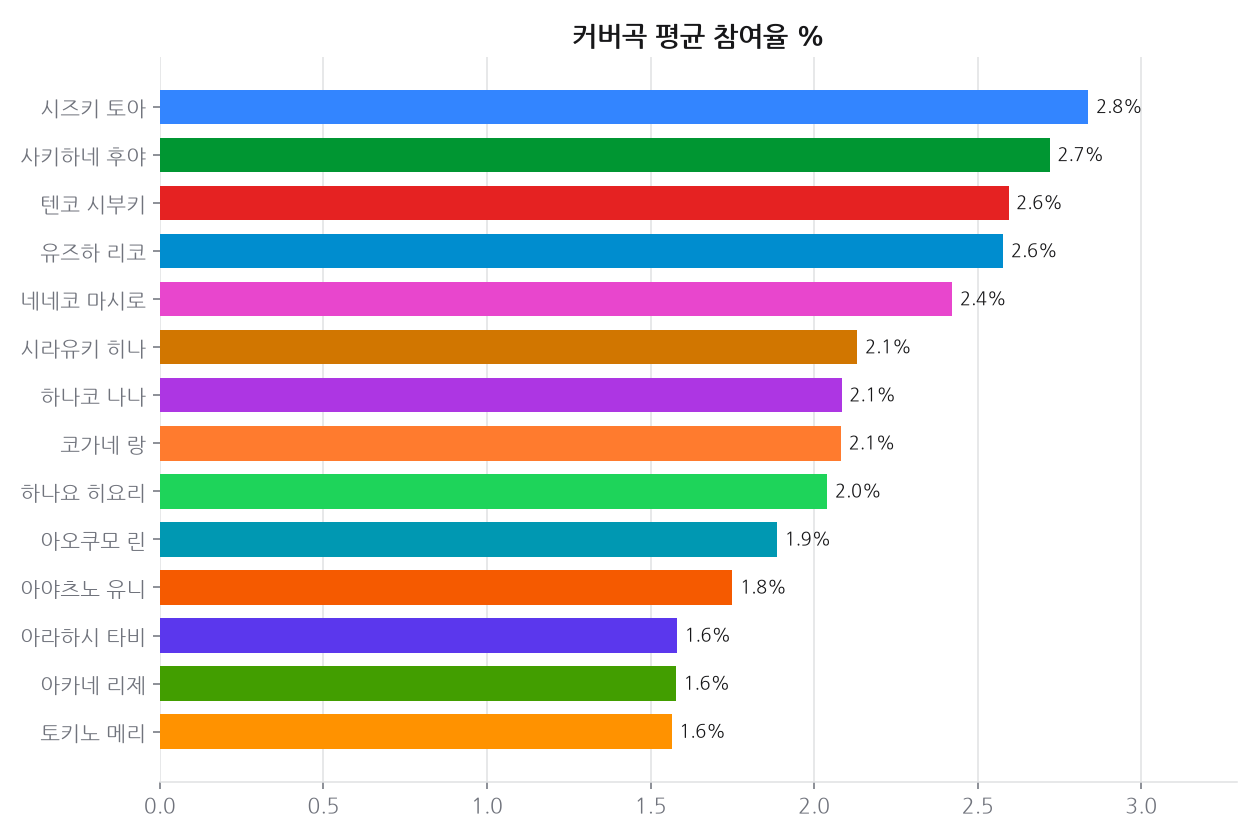 커버곡 평균 참여율 %
시즈키 토아 2.8%
사키하네 후야 2.7%
텐코 시부키 2.6%
유즈하 리코 2.6%
네네코 마시로 2.4%
시라유키 히나 2.1%
하나코 나나 2.1%
코가네 랑 2.1%
하나요 히요리 2.0%
아오쿠모 린 1.9%
아야츠노 유니 1.8%
아라하시 타비 1.6%
아카네 리제 1.6%
토키노 메리 1.6%
0.0 0.5 1.0 1.5 2.0 2.5 3.0